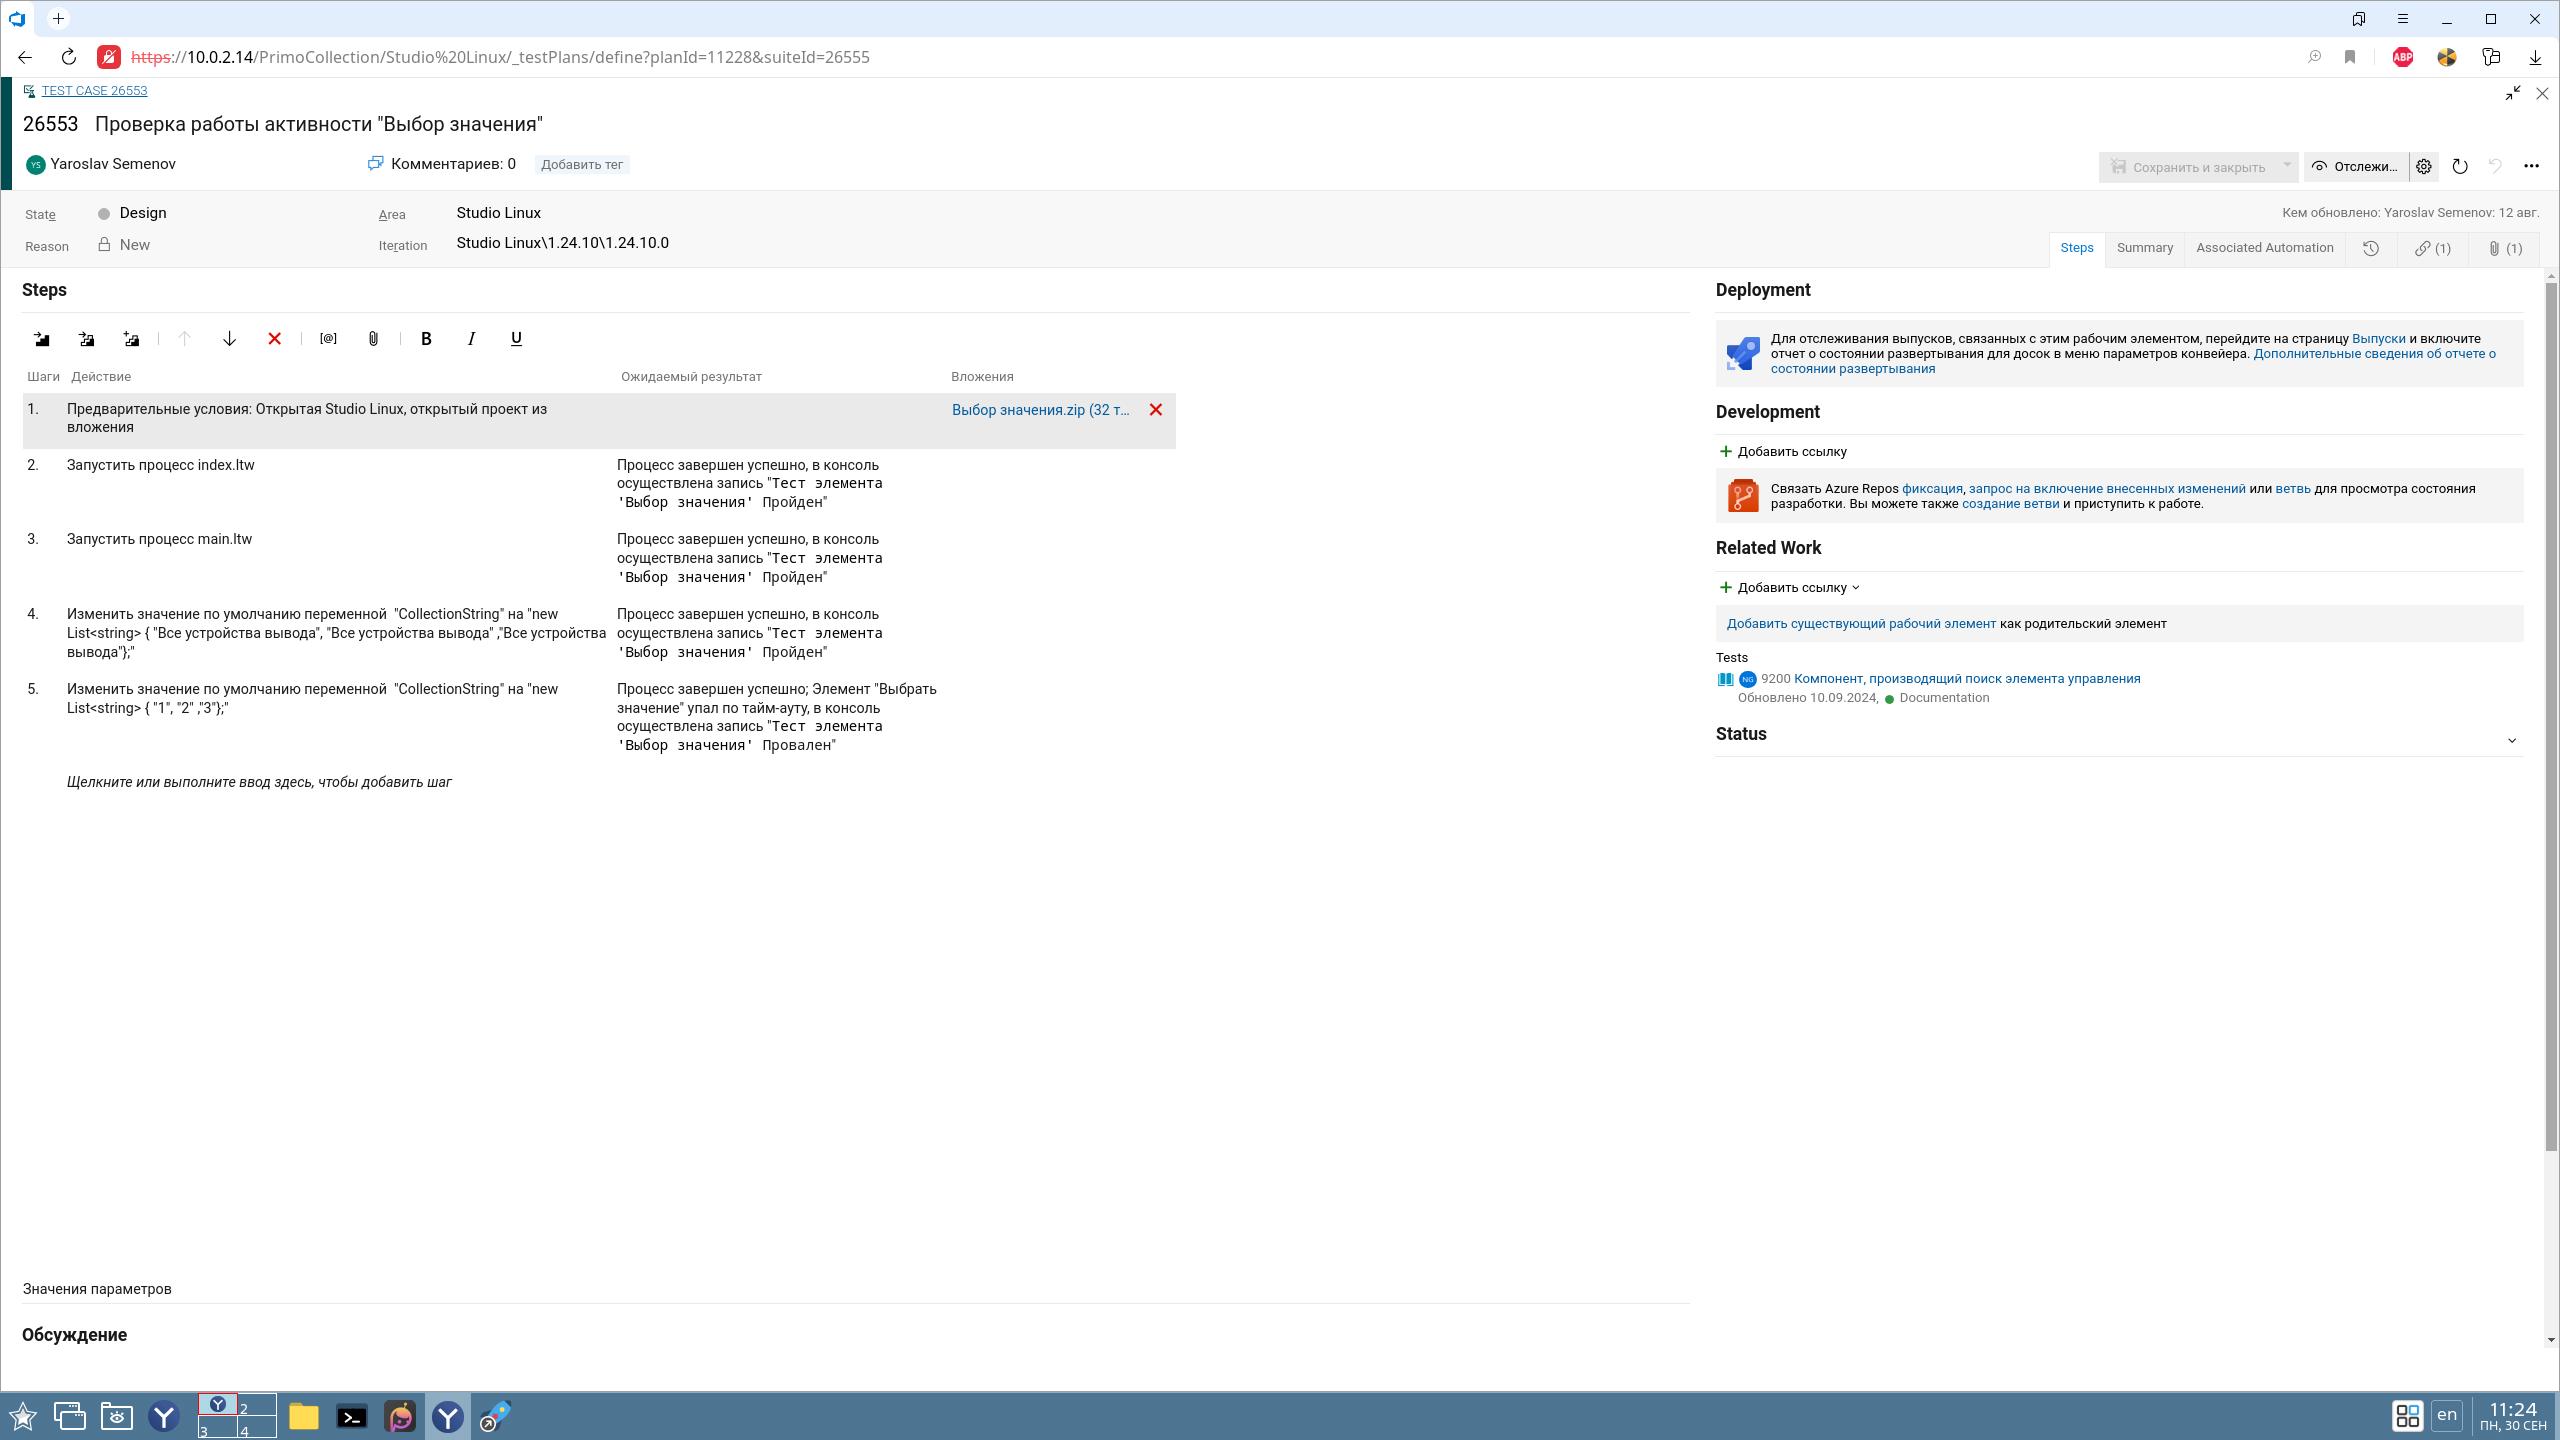 https://10.0.2.14/PrimoCollection/Studio%20Linux/_testPlans/define?planId=11228&suiteId=26555
ABP
TEST CASE 26553
26553 Проверка работы активности "Выбор значения"
YS Yaroslav Semenov
Комментариев: 0
Добавить тег
Сохранить и закрыть
Отслежи...
State Design
Area Studio Linux
Кем обновлено: Yaroslav Semenov: 12 авг.
Reason New
Iteration Studio Linux\1.24.10\1.24.10.0
Steps Summary Associated Automation (1) (1)
Steps
[@] B I U
Шаги Действие Ожидаемый результат Вложения
1. Предварительные условия: Открытая Studio Linux, открытый проект из
вложения
Выбор значения.zip (32 т...
2. Запустить процесс index.ltw
Процесс завершен успешно, в консоль
осуществлена запись "Тест элемента
'Выбор значения' Пройден"
3. Запустить процесс main.ltw
Процесс завершен успешно, в консоль
осуществлена запись "Тест элемента
'Выбор значения' Пройден"
4. Изменить значение по умолчанию переменной "CollectionString" на "new
List<string> { "Все устройства вывода", "Все устройства вывода" ,"Все устройства
вывода"};"
Процесс завершен успешно, в консоль
осуществлена запись "Тест элемента
'Выбор значения' Пройден"
5. Изменить значение по умолчанию переменной "CollectionString" на "new
List<string> { "1", "2" ,"3"};"
Процесс завершен успешно; Элемент "Выбрать
значение" упал по тайм-ауту, в консоль
осуществлена запись "Тест элемента
'Выбор значения' Провален"
Щелкните или выполните ввод здесь, чтобы добавить шаг
Значения параметров
Обсуждение
Deployment
Для отслеживания выпусков, связанных с этим рабочим элементом, перейдите на страницу Выпуски и включите
отчет о состоянии развертывания для досок в меню параметров конвейера. Дополнительные сведения об отчете о
состоянии развертывания
Development
Добавить ссылку
Связать Azure Repos фиксация, запрос на включение внесенных изменений или ветвь для просмотра состояния
разработки. Вы можете также создание ветви и приступить к работе.
Related Work
Добавить ссылку
Добавить существующий рабочий элемент как родительский элемент
Tests
NG 9200 Компонент, производящий поиск элемента управления
Обновлено 10.09.2024, Documentation
Status
2
3 4
en
11:24
ПН, 30 СЕН